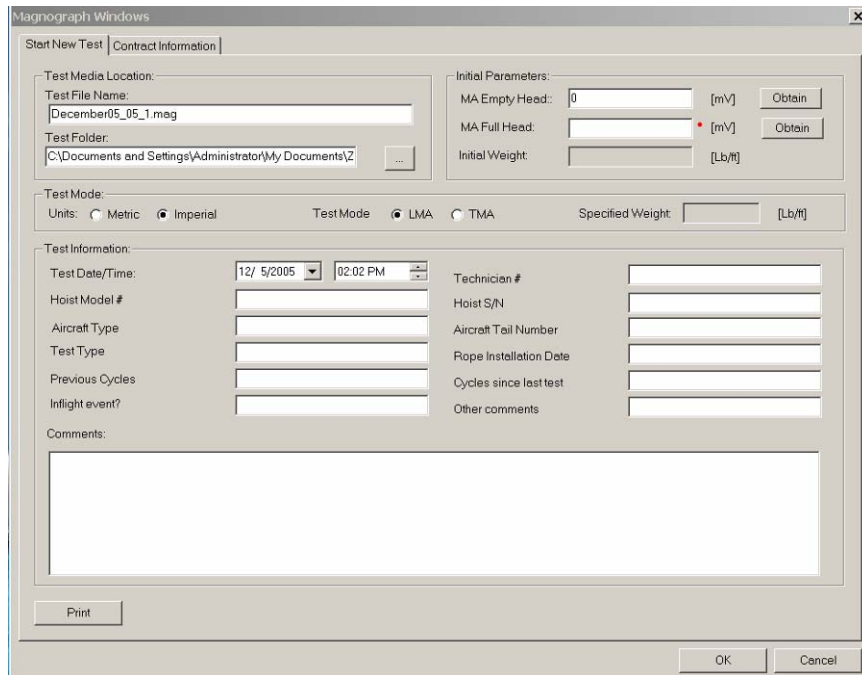 Magnograph Windows
Start New Test
Contract Information
Test Media Location:
Test File Name:
December05_05_1.mag
Test Folder:
C:\Documents and Settings\Administrator\My Documents\Z
...
Initial Parameters:
MA Empty Head::
0
[mV]
Obtain
MA Full Head:
* [mV]
Obtain
Initial Weight:
[Lb/ft]
Test Mode:
Units:
Metric
Imperial
Test Mode
LMA
TMA
Specified Weight:
[Lb/ft]
Test Information:
Test Date/Time:
12/ 5/2005
02:02 PM
Hoist Model #
Aircraft Type
Test Type
Previous Cycles
Inflight event?
Technician #
Hoist S/N
Aircraft Tail Number
Rope Installation Date
Cycles since last test
Other comments
Comments:
Print
OK
Cancel